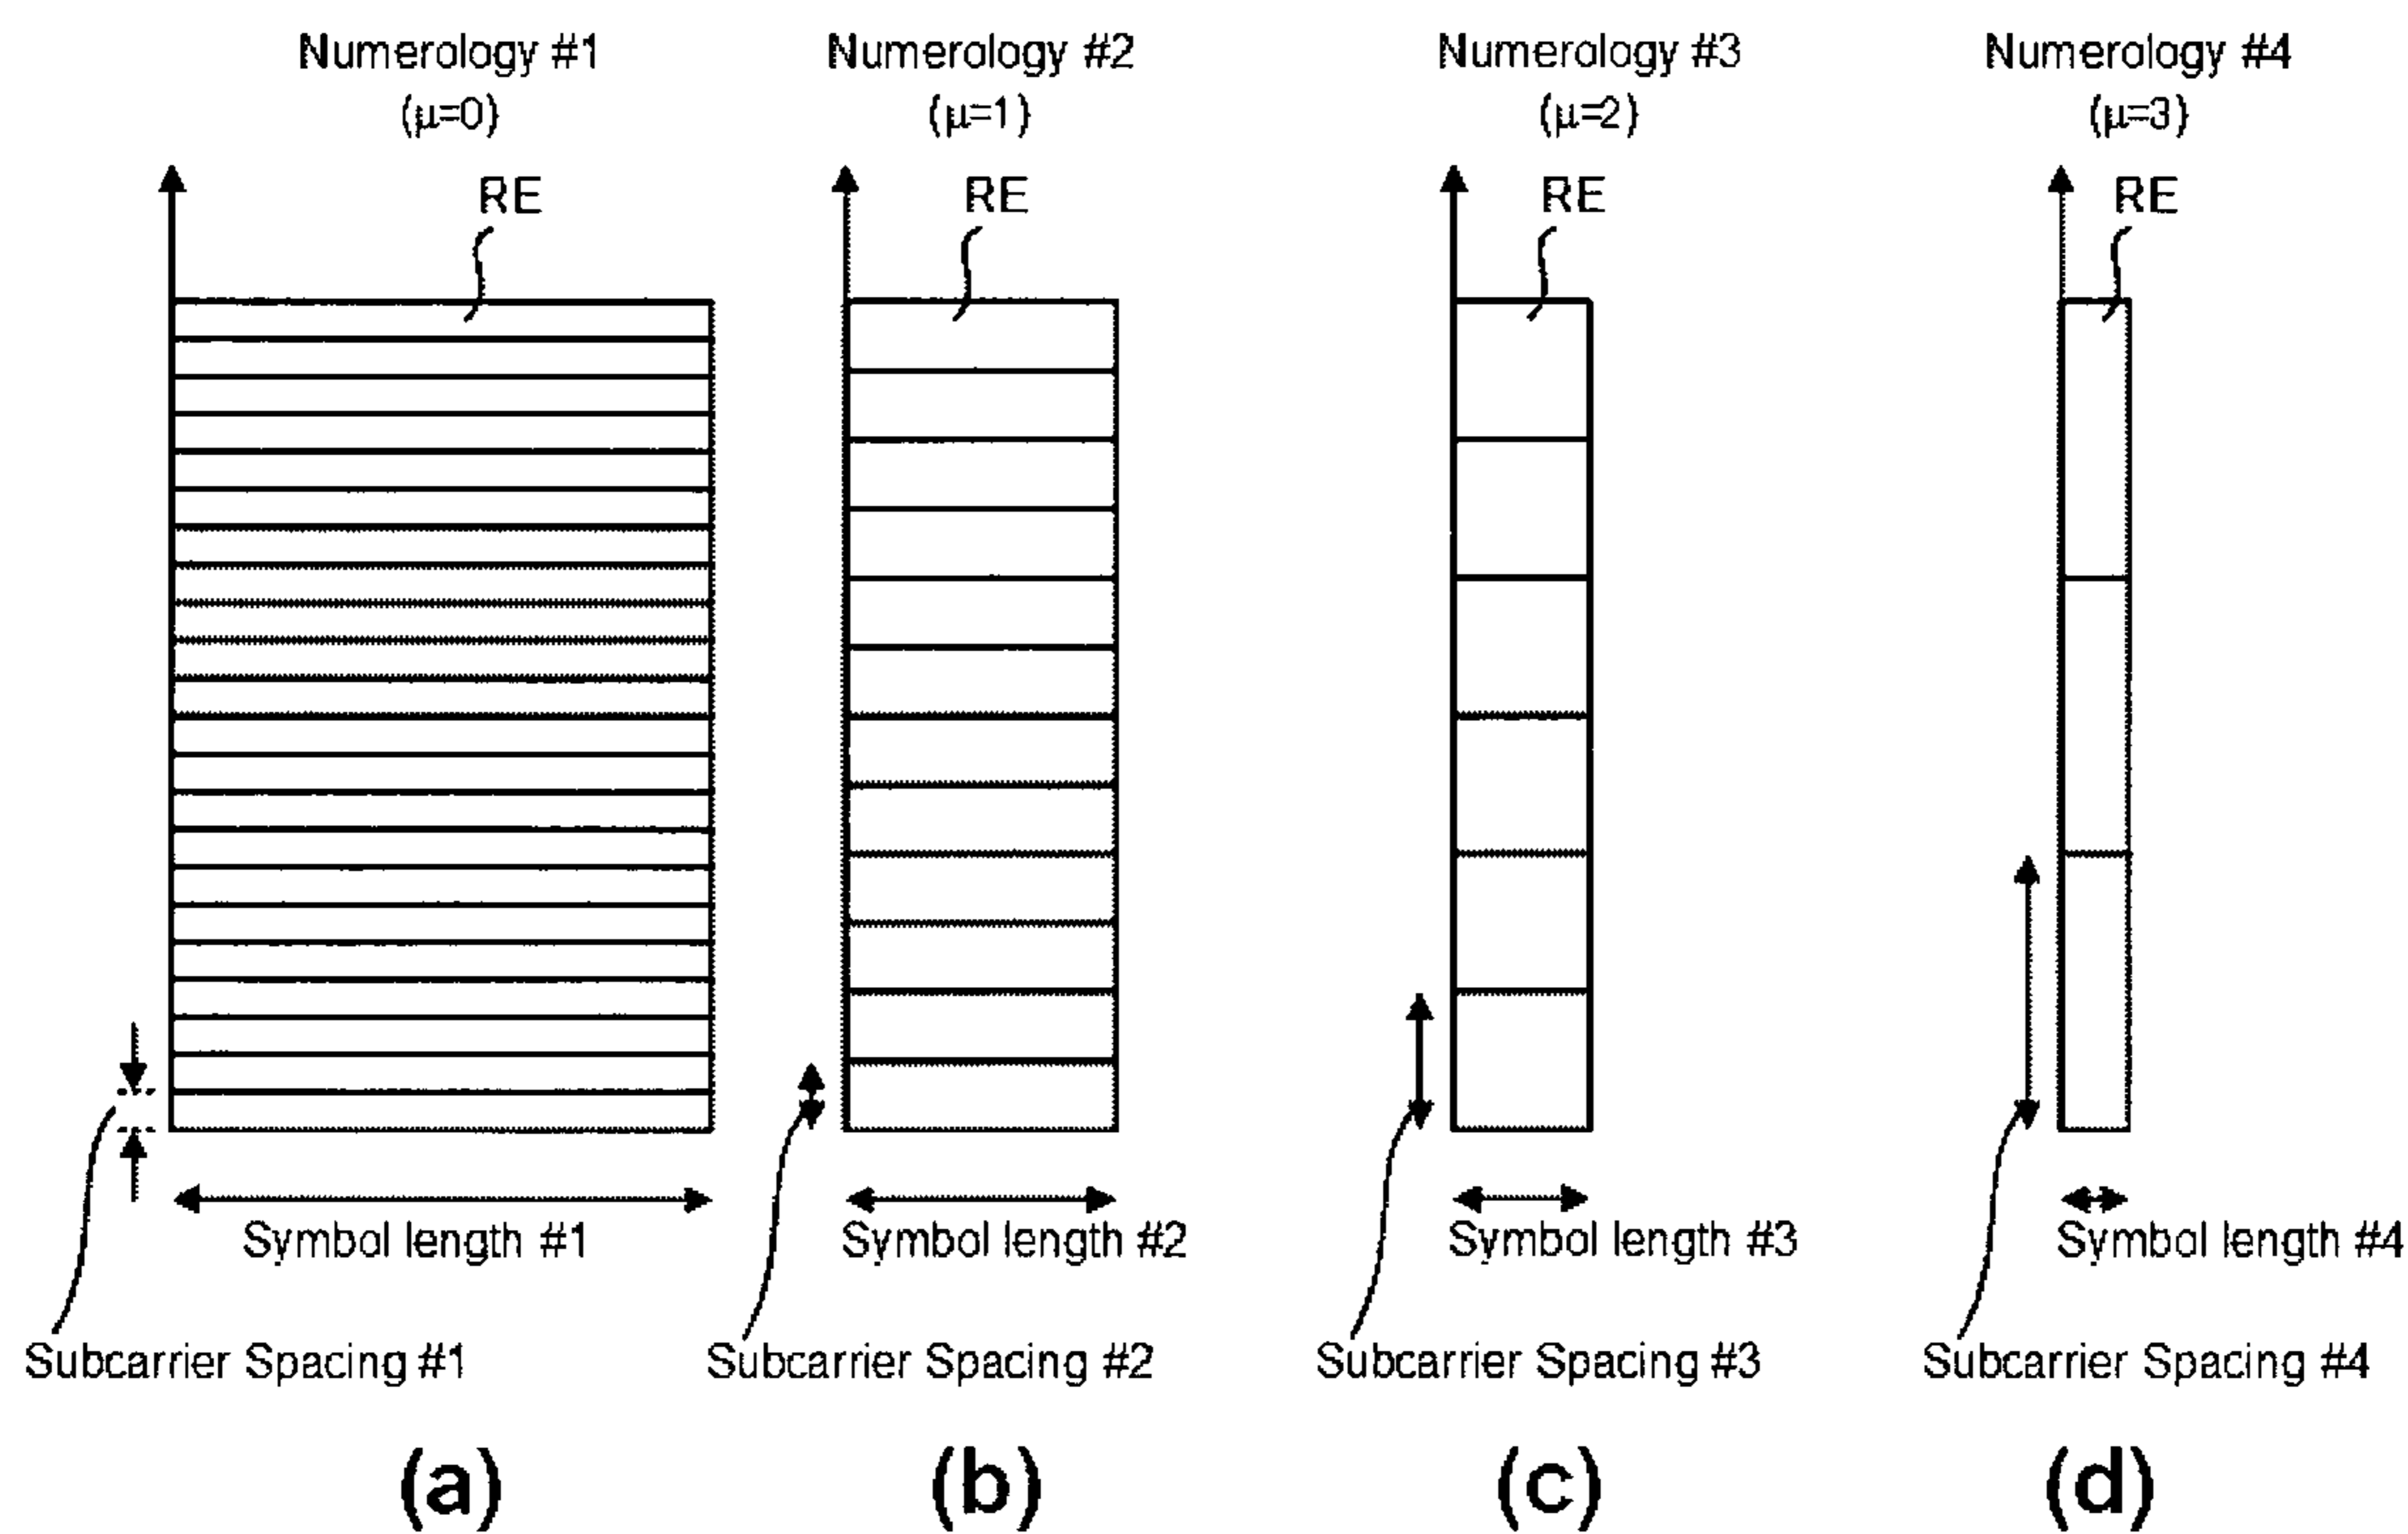 Numerology #1 Numerology #2 Numerology #3 Numerology #4
(μ=0) (μ=1) (μ=2) (μ=3)
RE RE RE RE
Symbol length #1 Symbol length #2 Symbol length #3 Symbol length #4
Subcarrier Spacing #1 Subcarrier Spacing #2 Subcarrier Spacing #3 Subcarrier Spacing #4
(a) (b) (c) (d)